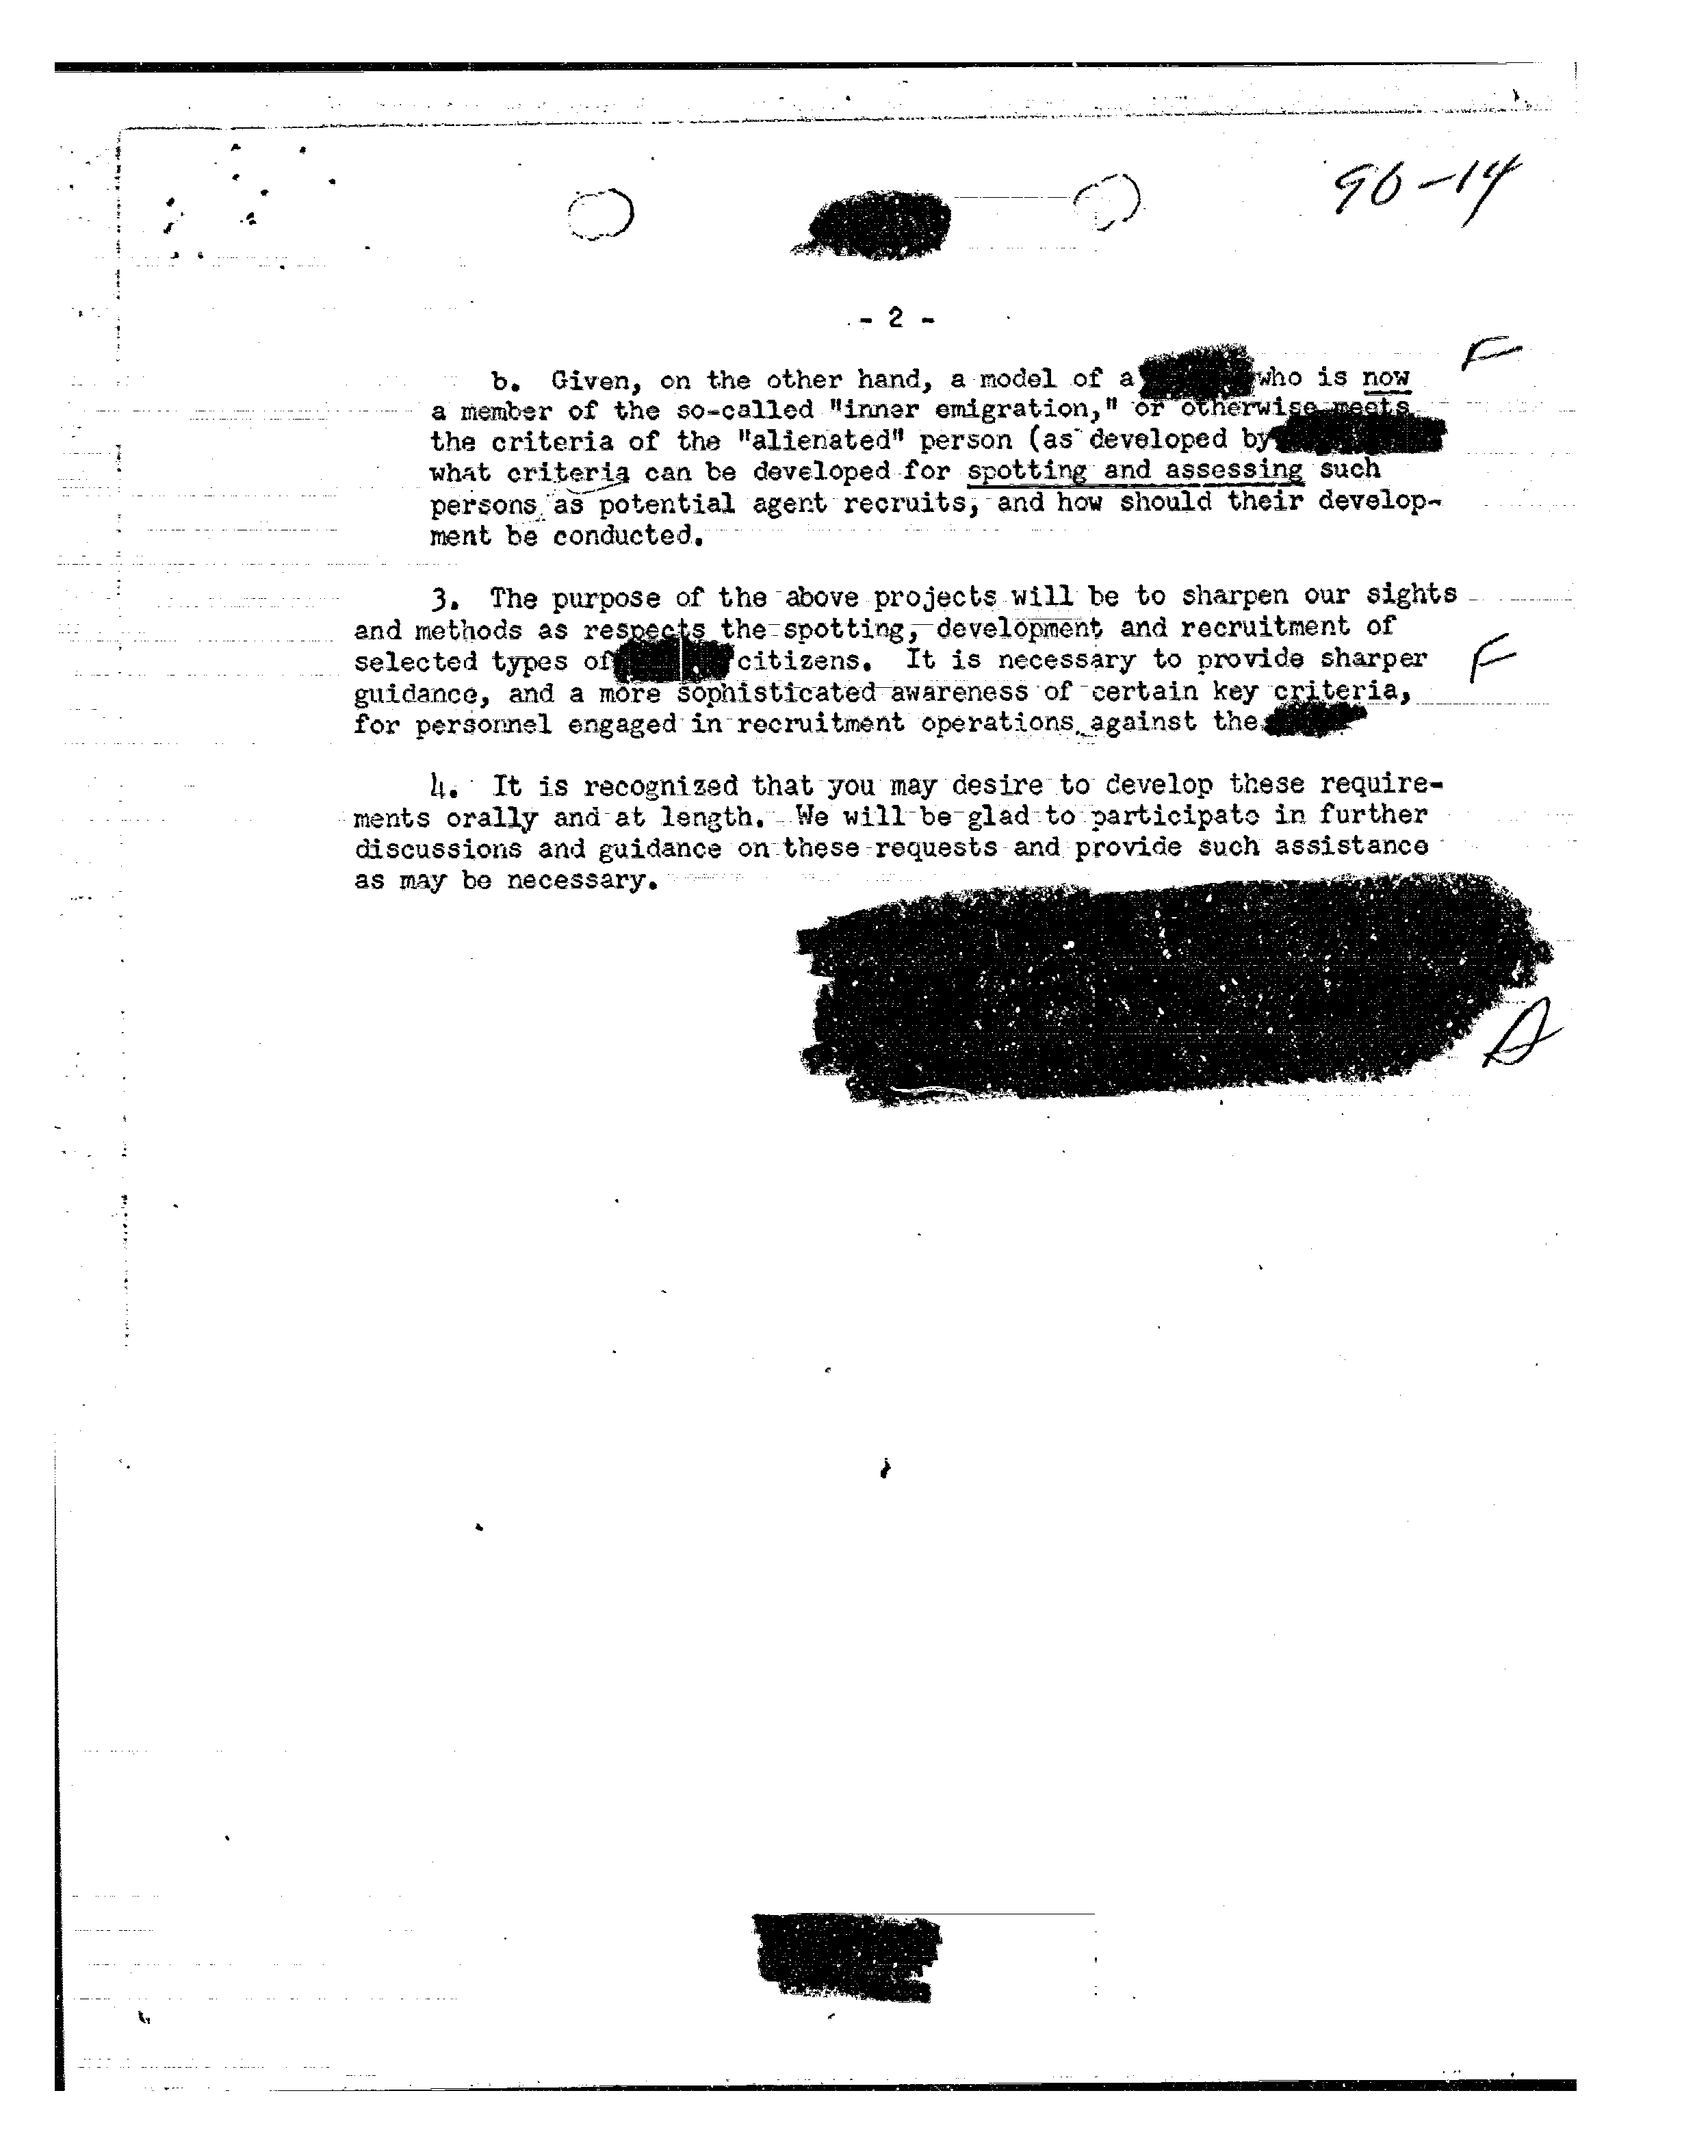 96-14
- 2 -
F
b. Given, on the other hand, a model of a who is now
a member of the so-called "inner emigration," or otherwise meets
the criteria of the "alienated" person (as developed by
what criteria can be developed for spotting and assessing such
persons as potential agent recruits, and how should their develop-
ment be conducted.
3. The purpose of the above projects will be to sharpen our sights
and methods as respects the spotting, development and recruitment of
selected types of citizens. It is necessary to provide sharper
F
guidance, and a more sophisticated awareness of certain key criteria,
for personnel engaged in recruitment operations against the
4. It is recognized that you may desire to develop these require-
ments orally and at length. We will be glad to participate in further
discussions and guidance on these requests and provide such assistance
as may be necessary.
A